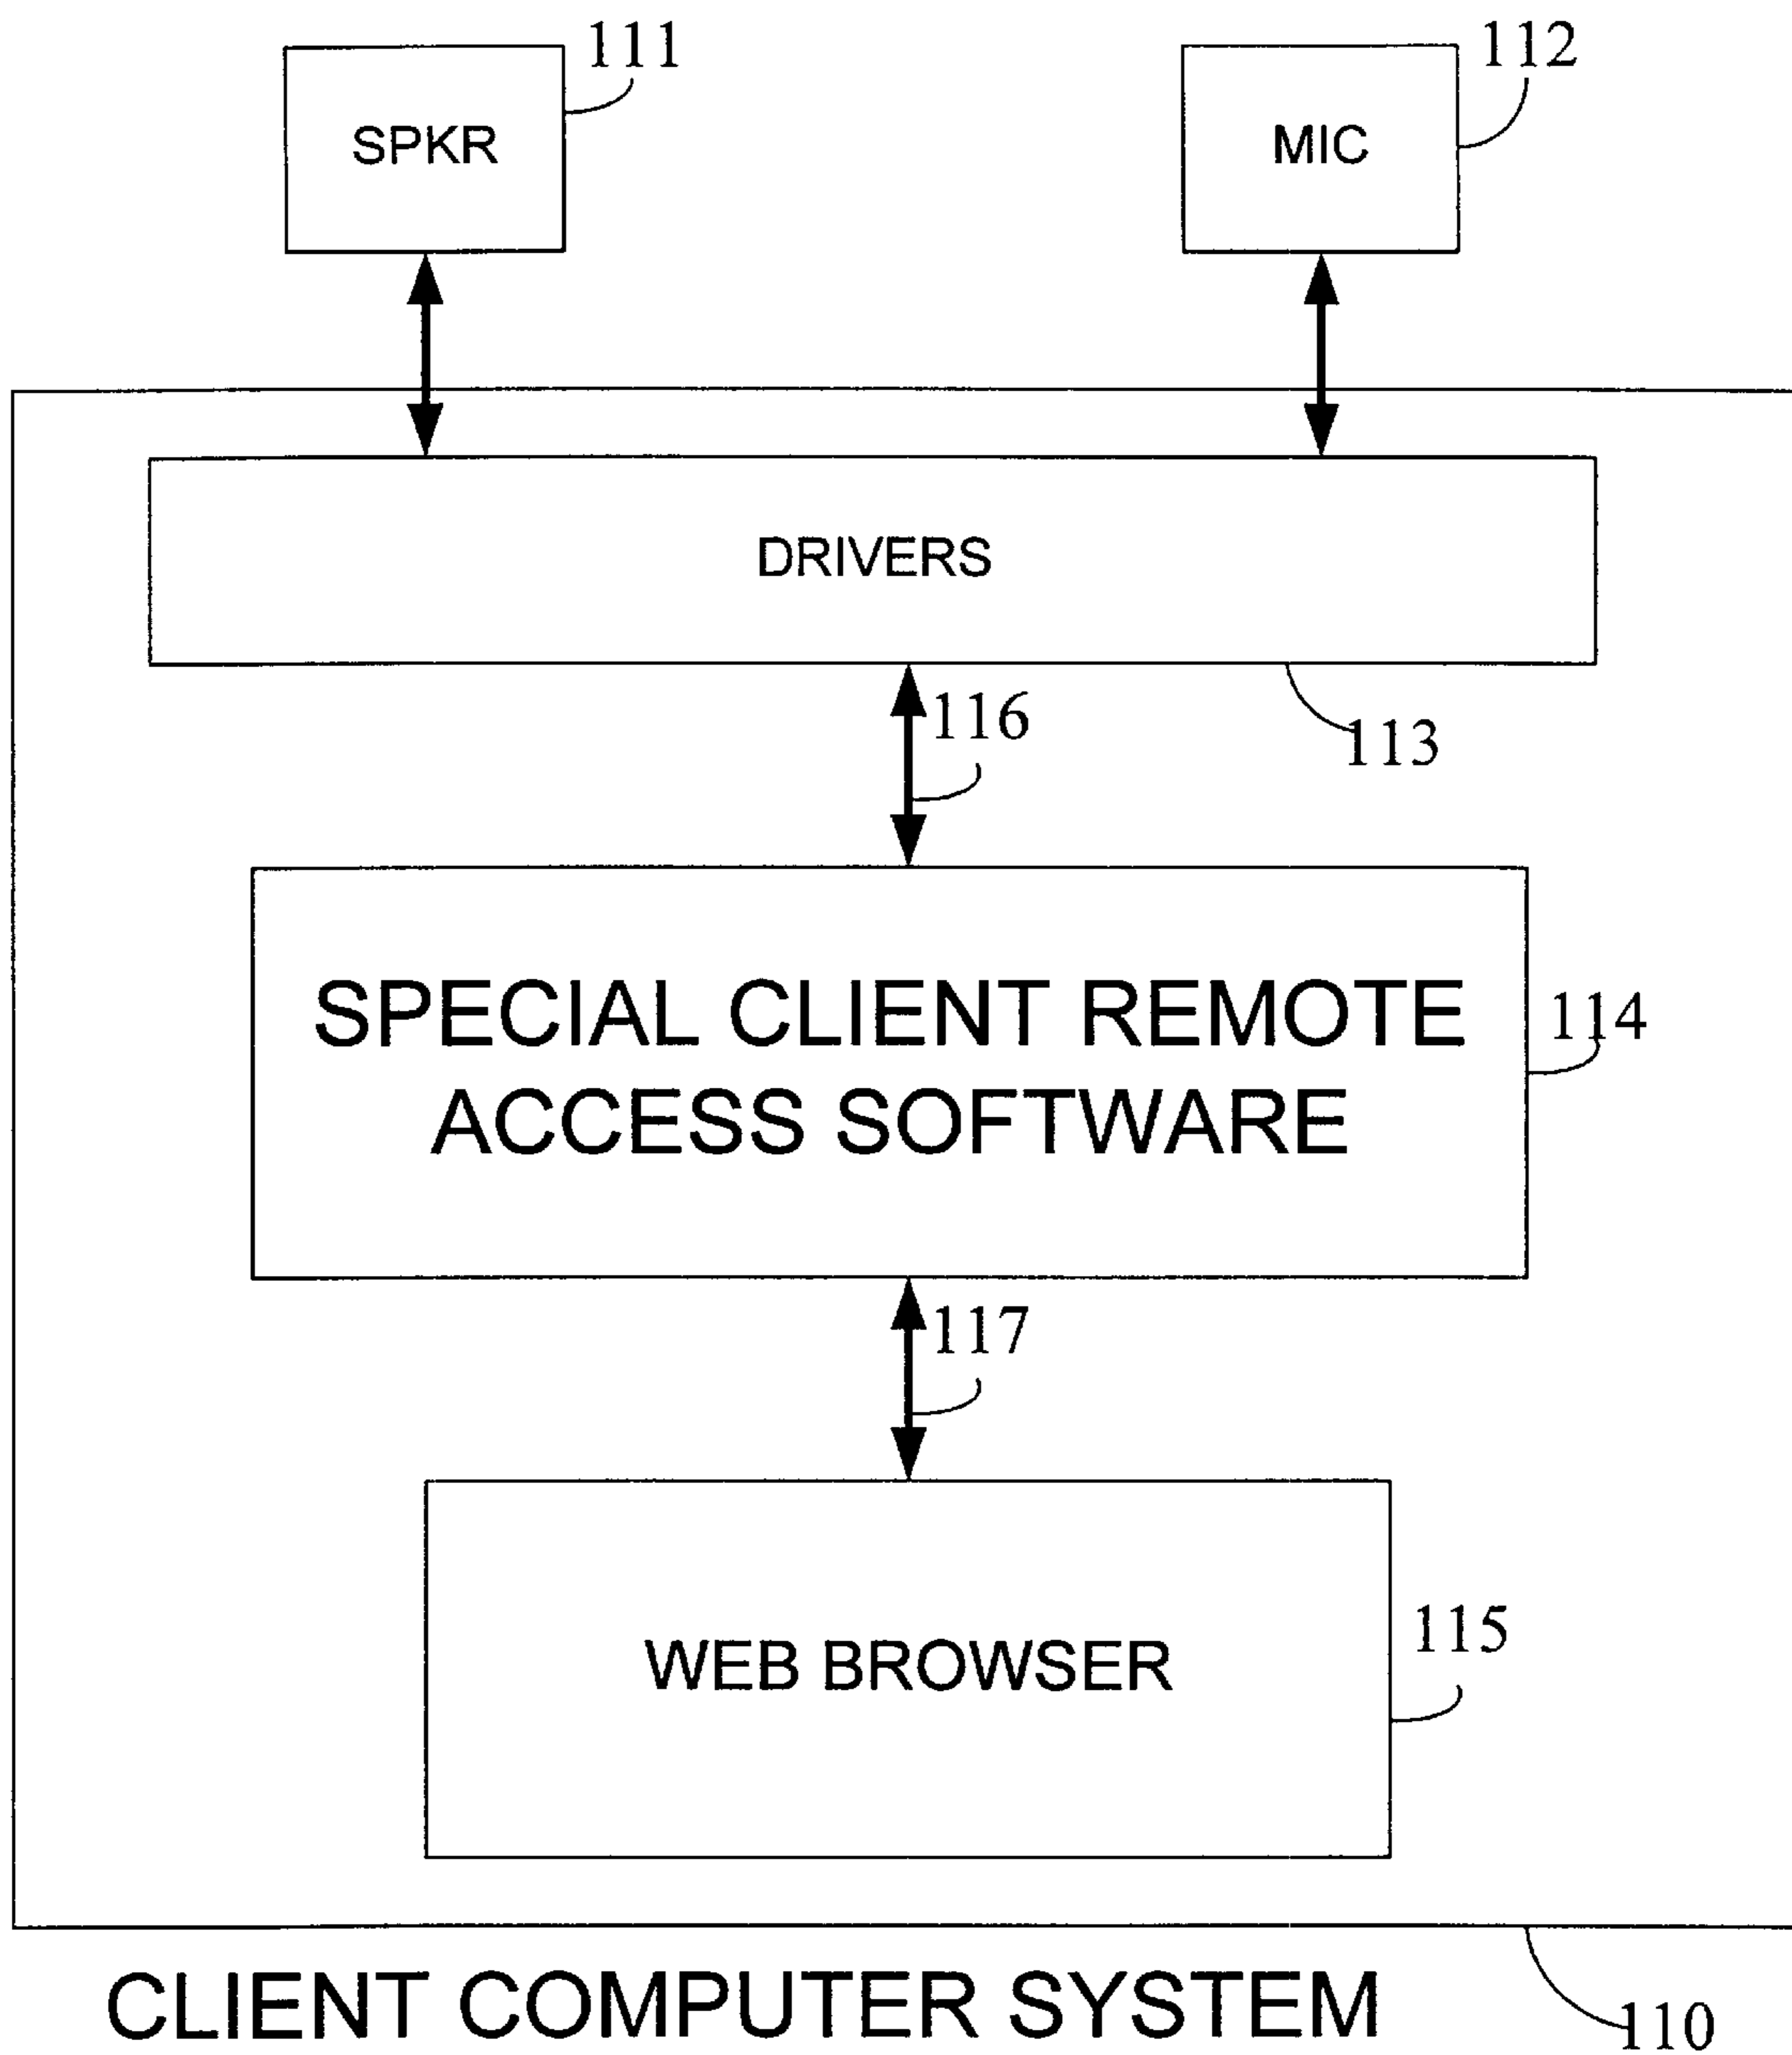 111
112
SPKR
MIC
DRIVERS
116
113
SPECIAL CLIENT REMOTE
ACCESS SOFTWARE
114
117
WEB BROWSER
115
CLIENT COMPUTER SYSTEM
110